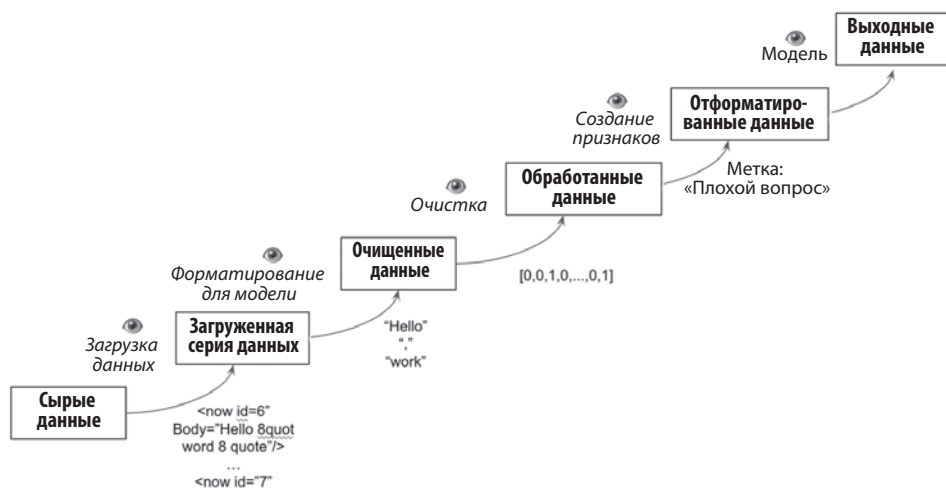 Выходные
данные
Модель
Отформатиро-
ванные данные
Создание
признаков
Метка:
«Плохой вопрос»
Обработанные
данные
Очистка
[0,0,1,0,...,0,1]
Очищенные
данные
Форматирование
для модели
"Hello"
","
"work"
Загруженная
серия данных
Загрузка
данных
Сырые
данные
<now id=6"
Body="Hello 8quot
word 8 quote"/>
...
<now id="7"